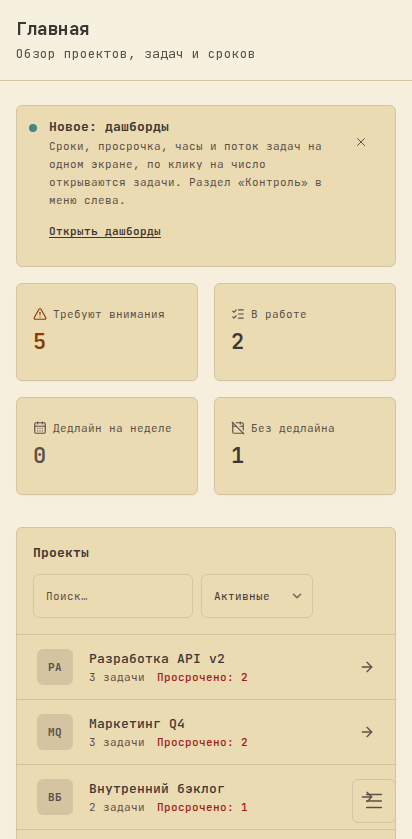 Главная
Обзор проектов, задач и сроков
Новое: дашборды
Сроки, просрочка, часы и поток задач на
одном экране, по клику на число
открываются задачи. Раздел «Контроль» в
меню слева.
Открыть дашборды
Требуют внимания
5
В работе
2
Дедлайн на неделе
0
Без дедлайна
1
Проекты
Поиск…
Активные
РА
Разработка API v2
3 задачи Просрочено: 2
MQ
Маркетинг Q4
3 задачи Просрочено: 2
ВБ
Внутренний бэклог
2 задачи Просрочено: 1